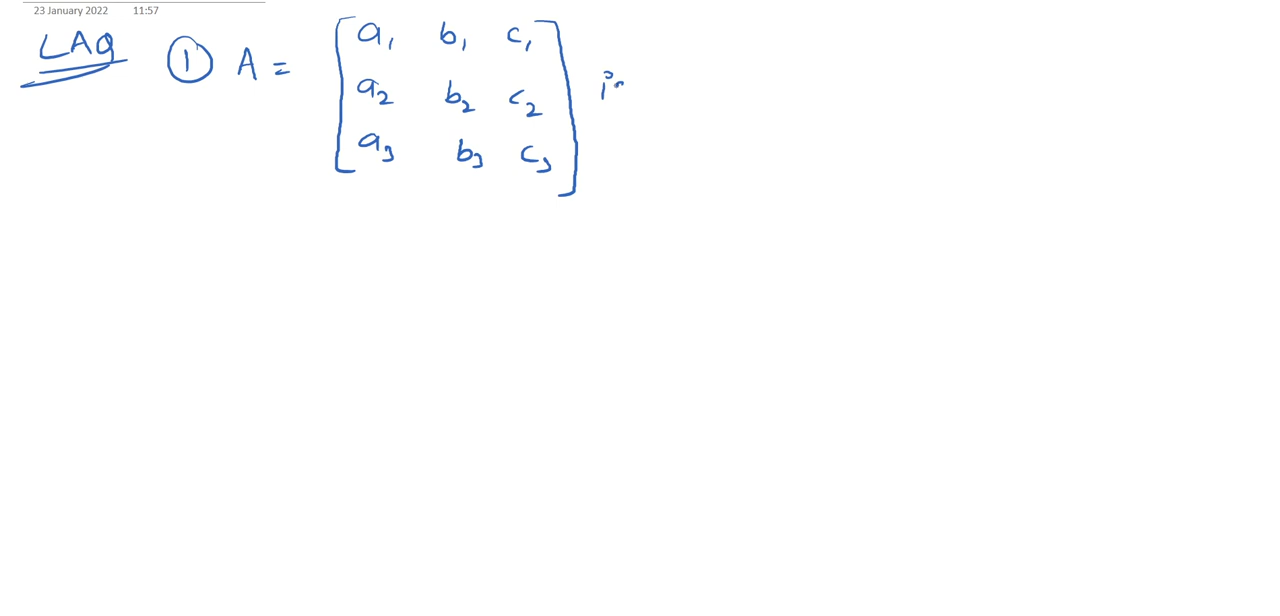 23 January 2022 11:57
LAQ ① A = [ a₁ b₁ c₁
a₂ b₂ c₂
a₃ b₃ c₃ ]